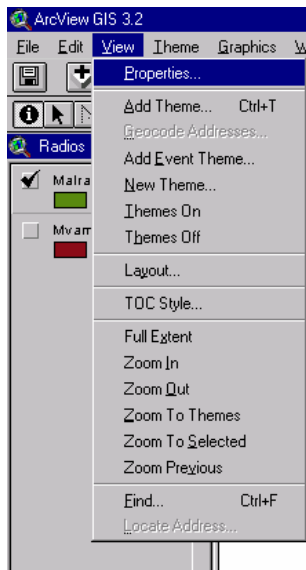 ArcView GIS 3.2
File Edit View Theme Graphics W
Properties...
Add Theme... Ctrl+T
Geocode Addresses...
Add Event Theme...
New Theme...
Themes On
Themes Off
Layout...
TOC Style...
Full Extent
Zoom In
Zoom Out
Zoom To Themes
Zoom To Selected
Zoom Previous
Find... Ctrl+F
Locate Address...
Radios
Malra
Mvam